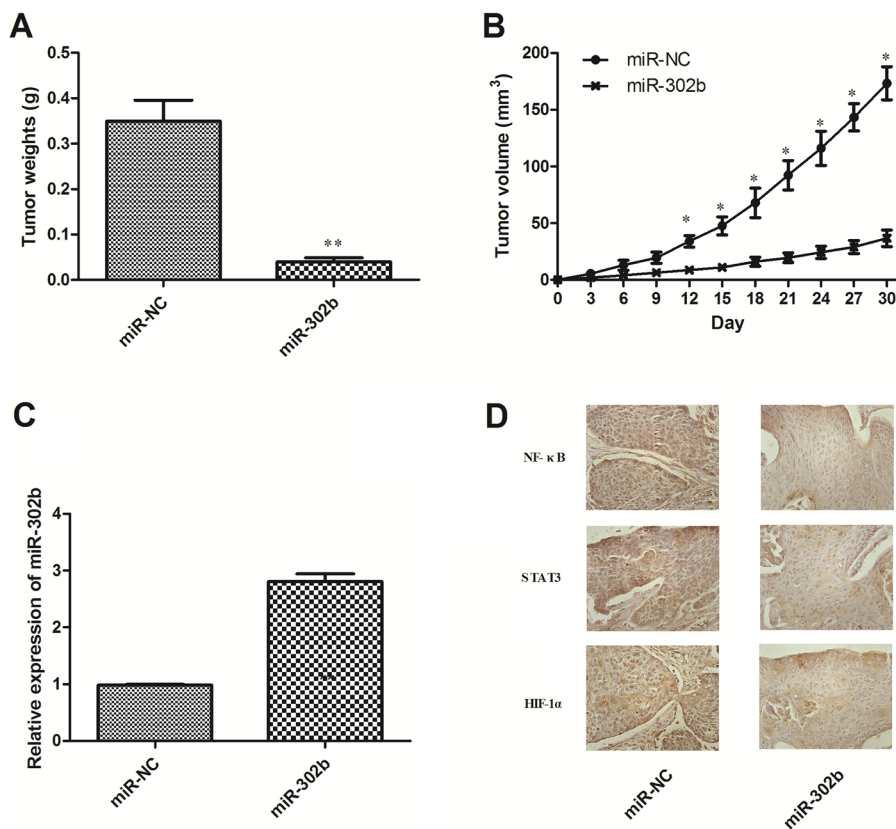 A
Tumor weights (g)
0.5
0.4
0.3
0.2
0.1
0.0
**
miR-NC
miR-302b
B
miR-NC
miR-302b
Tumor volume (mm³)
200
150
100
50
0
* * * * * * *
0 3 6 9 12 15 18 21 24 27 30
Day
C
Relative expression of miR-302b
4
3
2
1
0
**
miR-NC
miR-302b
D
NF-κB
STAT3
HIF-1α
miR-NC
miR-302b